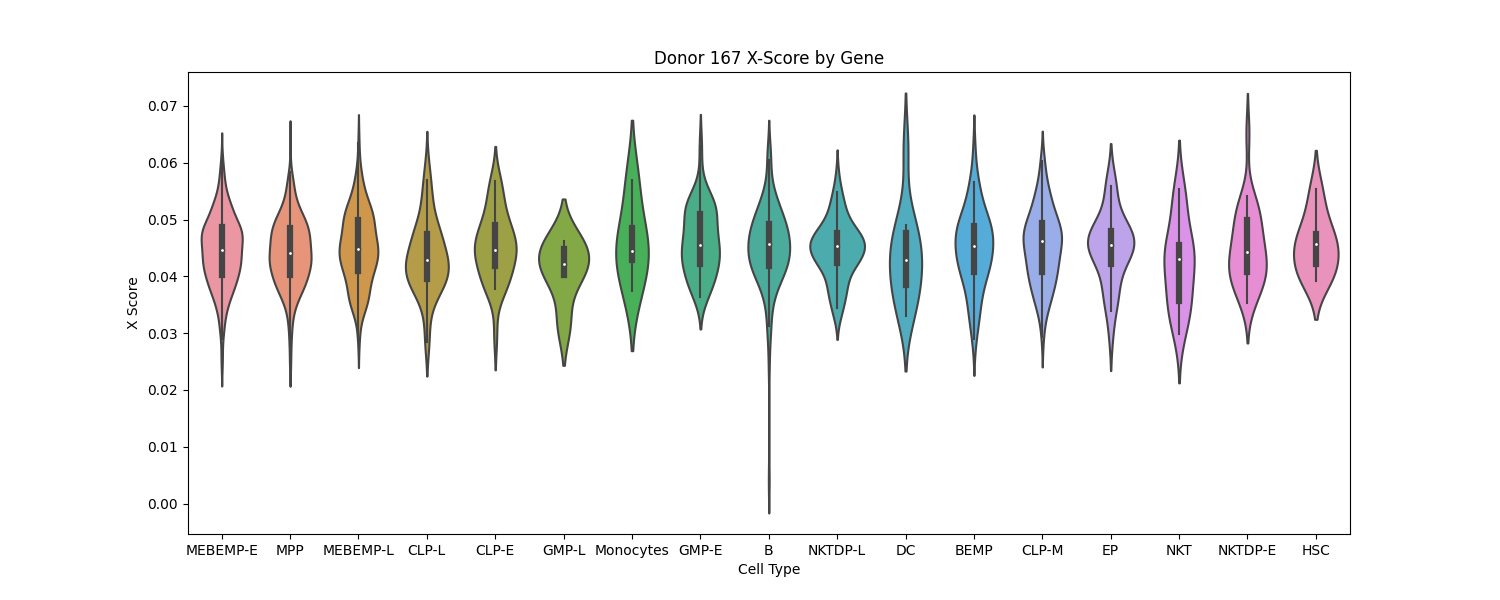 Donor 167 X-Score by Gene
X Score
0.07
0.06
0.05
0.04
0.03
0.02
0.01
0.00
MEBEMP-E MPP MEBEMP-L CLP-L CLP-E GMP-L Monocytes GMP-E B NKTDP-L DC BEMP CLP-M EP NKT NKTDP-E HSC
Cell Type